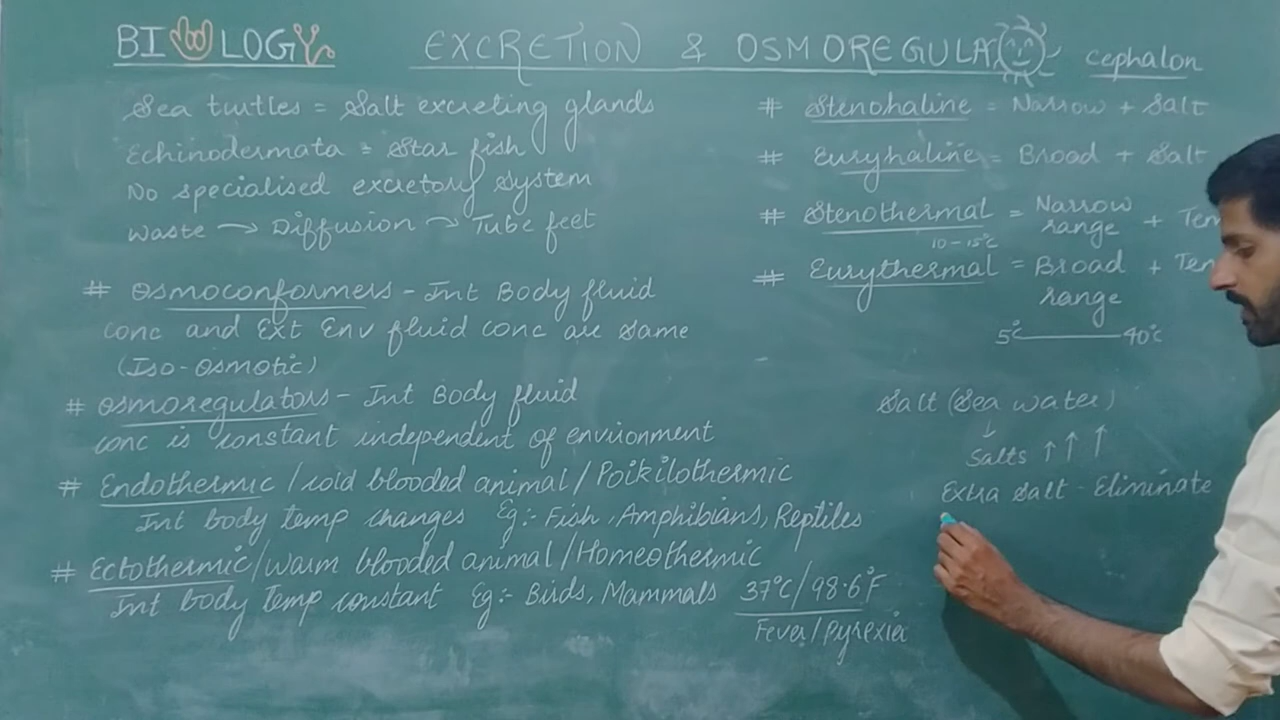 BIOLOGY
EXCRETION & OSMOREGULA
cephalon
Sea turtles = Salt excreting glands
Echinodermata = Star fish
No specialised excretory system
Waste → Diffusion → Tube feet
# Osmoconformers - Int Body fluid
conc and Ext Env fluid conc are same
(Iso-osmotic)
# Osmoregulators - Int Body fluid
conc is constant independent of environment
# Endothermic / cold blooded animal / Poikilothermic
Int body temp changes Eg:- Fish, Amphibians, Reptiles
# Ectothermic / warm blooded animal / Homeothermic
Int body Temp constant Eg:- Birds, Mammals 37°C / 98.6°F
Fever / Pyrexia
# Stenohaline = Narrow + Salt
# Euryhaline = Broad + Salt
# Stenothermal = Narrow range + Tem
10-15°C
# Eurythermal = Broad range + Tem
5°C 40°C
Salt (Sea water)
↓
Salts ↑ ↑ ↑
Extra Salt - Eliminate